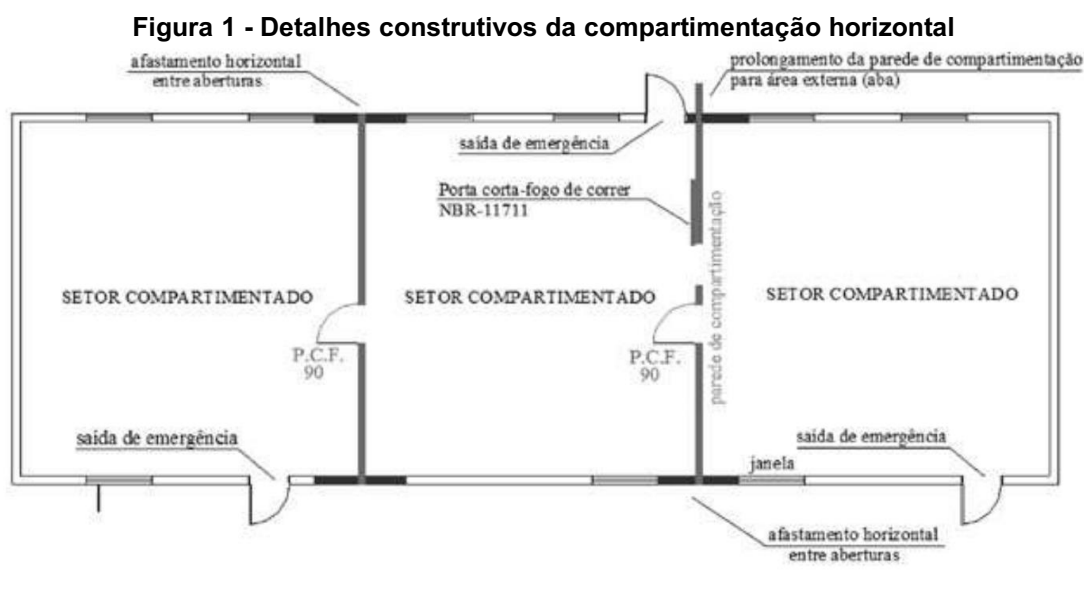 Figura 1 - Detalhes construtivos da compartimentação horizontal
afastamento horizontal
entre aberturas
prolongamento da parede de compartimentação
para área externa (aba)
saída de emergência
Porta corta-fogo de correr
NBR-11711
parede de compartimentação
SETOR COMPARTIMENTADO
SETOR COMPARTIMENTADO
SETOR COMPARTIMENTADO
P.C.F.
90
P.C.F.
90
saída de emergência
saída de emergência
janela
afastamento horizontal
entre aberturas